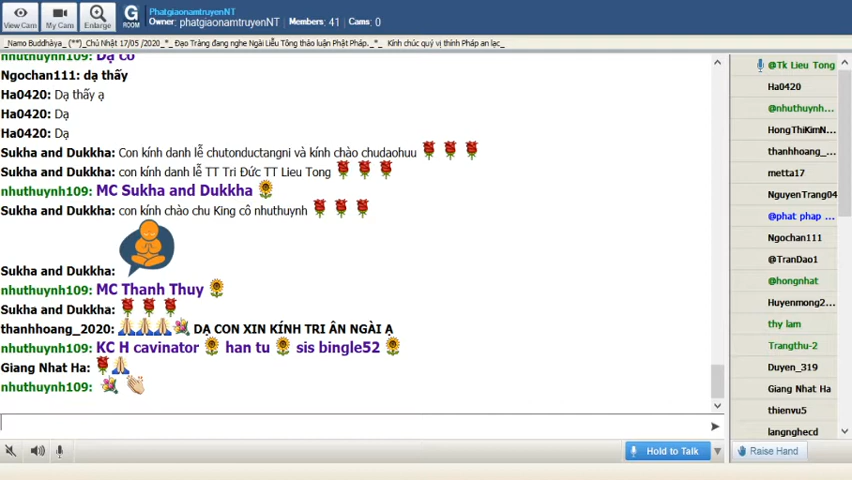 View Cam
My Cam
Enlarge
G
ROOM
PhatgiaonamtruyenNT
Owner: phatgiaonamtruyenNT Members: 41 Cams: 0
_Namo Buddhàya_ (**)_Chủ Nhật 17/05 /2020_*_ Đạo Tràng đang nghe Ngài Liễu Tông thảo luận Phật Pháp._*_ Kính chúc quý vị thính Pháp an lạc_
nhuthuynh109: Dạ có
Ngochan111: dạ thấy
Ha0420: Dạ thấy ạ
Ha0420: Dạ
Ha0420: Dạ
Sukha and Dukkha: Con kính danh lễ chutonductangni và kính chào chudaohuu
Sukha and Dukkha: con kính danh lễ TT Tri Đức TT Lieu Tong
nhuthuynh109: MC Sukha and Dukkha
Sukha and Dukkha: con kính chào chu King cô nhuthuynh
Sukha and Dukkha:
nhuthuynh109: MC Thanh Thuy
Sukha and Dukkha:
thanhhoang_2020: DẠ CON XIN KÍNH TRI ÂN NGÀI Ạ
nhuthuynh109: KC H cavinator han tu sis bingle52
Giang Nhat Ha:
nhuthuynh109:
Hold to Talk
@Tk Lieu Tong
Ha0420
@nhuthuynh...
HongThiKimN...
thanhhoang_...
metta17
NguyenTrang04
@phat phap ...
Ngochan111
@TranDao1
@hongnhat
Huyenmong2...
thy lam
Trangthu-2
Duyen_319
Giang Nhat Ha
thienvu5
langnghecd
Raise Hand